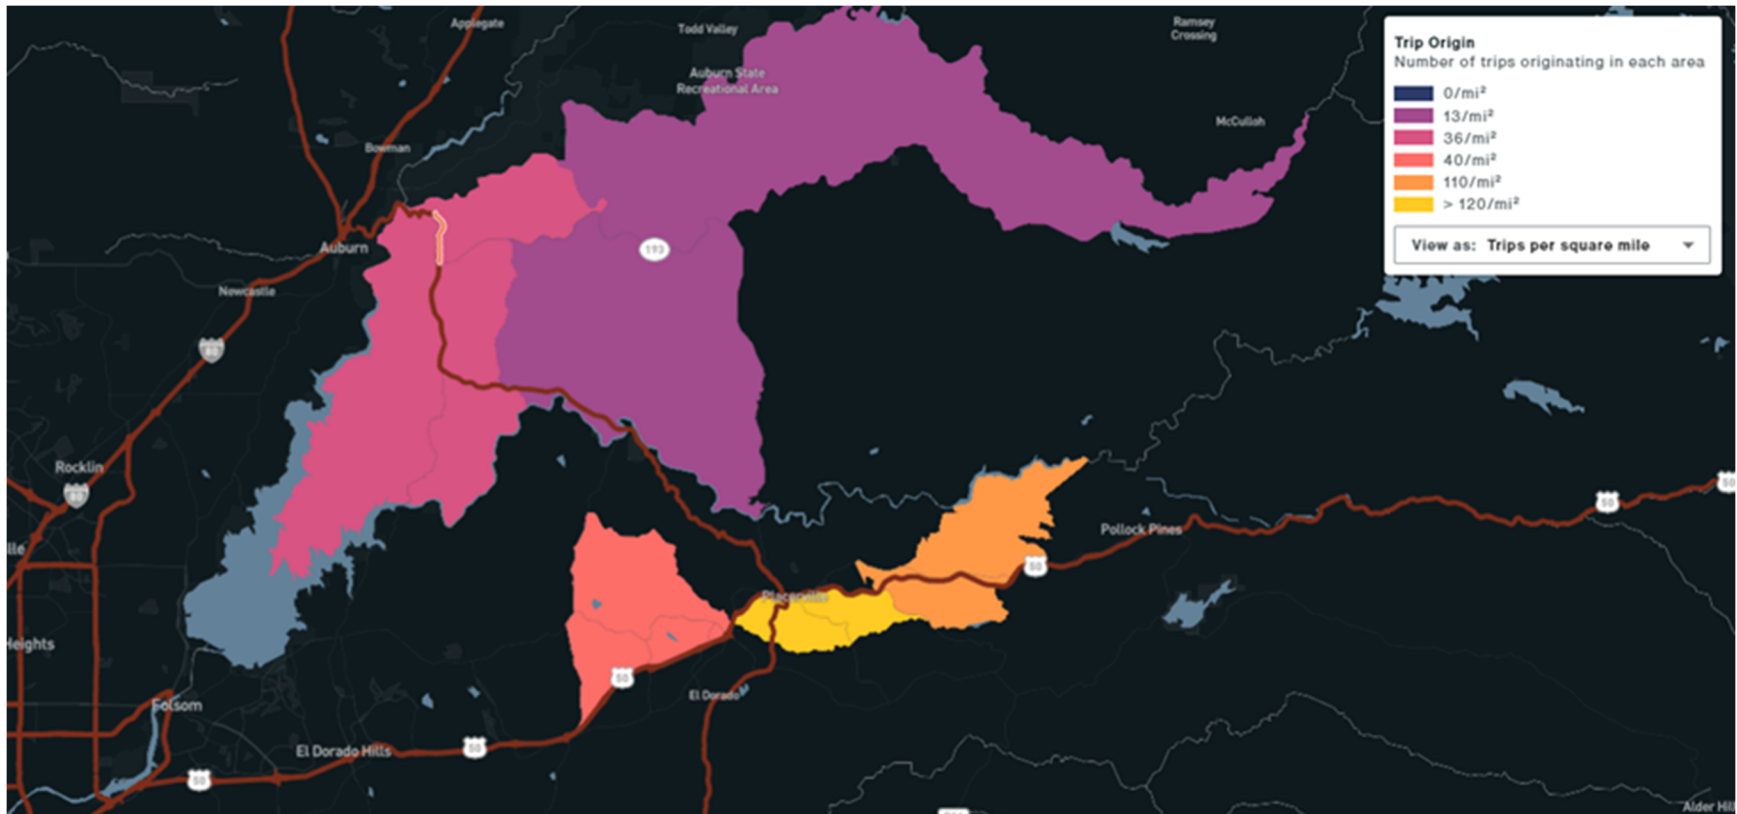 Applegate
Todd Valley
Ramsey
Crossing
Trip Origin
Number of trips originating in each area
0/mi²
13/mi²
36/mi²
40/mi²
110/mi²
> 120/mi²
View as: Trips per square mile
Auburn State
Recreational Area
McCulloh
Bowman
Auburn
193
Newcastle
80
Rocklin
80
50
50
lle
Pollock Pines
50
Placerville
Heights
50
El Dorado
Folsom
El Dorado Hills
50
50
Alder Hil